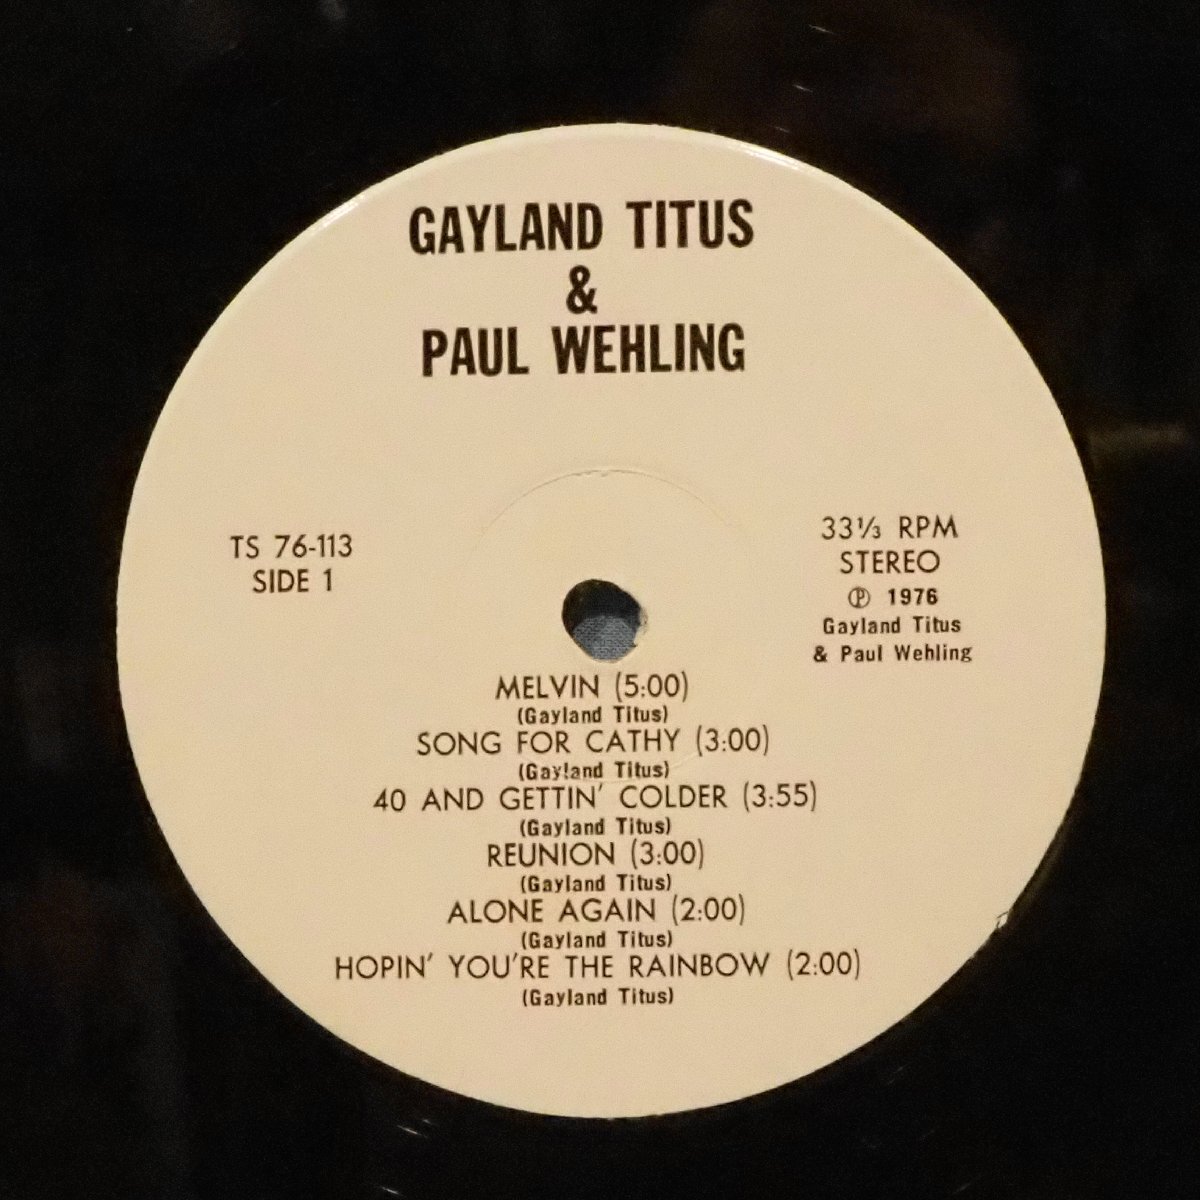 GAYLAND TITUS
&
PAUL WEHLING
TS 76-113
SIDE 1
33⅓ RPM
STEREO
℗ 1976
Gayland Titus
& Paul Wehling
MELVIN (5:00)
(Gayland Titus)
SONG FOR CATHY (3:00)
(Gayland Titus)
40 AND GETTIN' COLDER (3:55)
(Gayland Titus)
REUNION (3:00)
(Gayland Titus)
ALONE AGAIN (2:00)
(Gayland Titus)
HOPIN' YOU'RE THE RAINBOW (2:00)
(Gayland Titus)